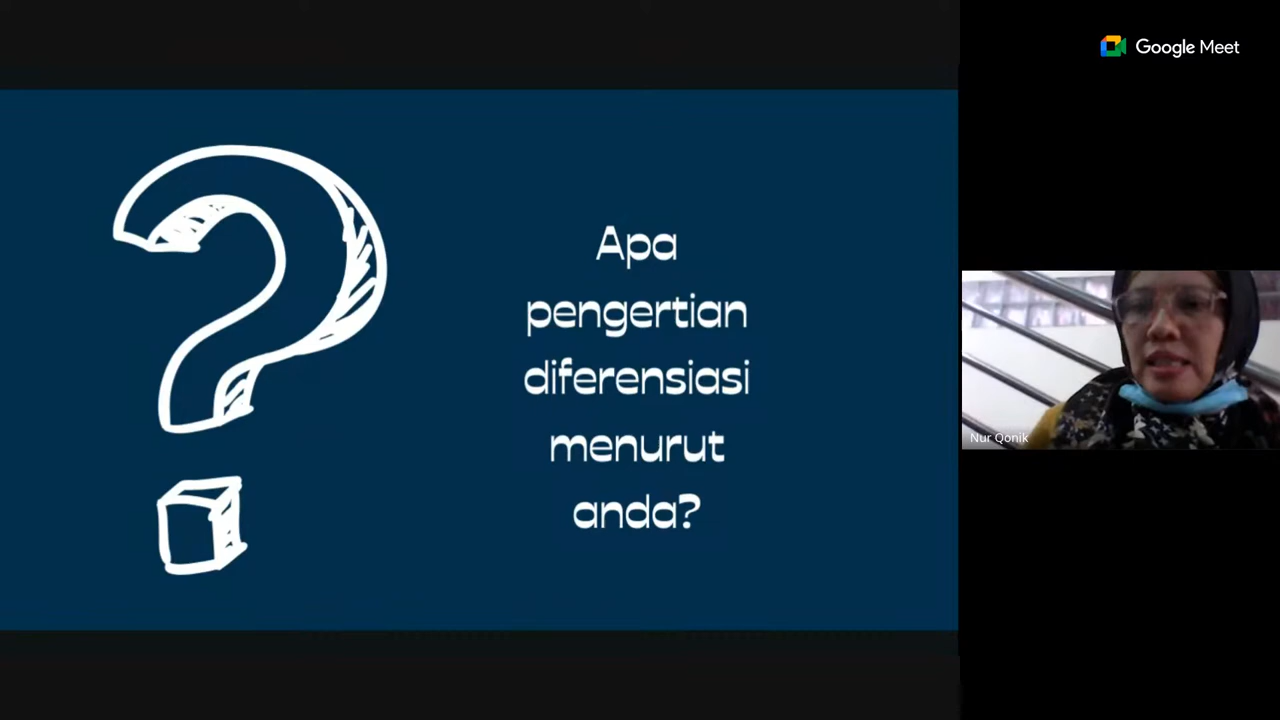 Google Meet
Apa
pengertian
diferensiasi
menurut
anda?
Nur Qonik